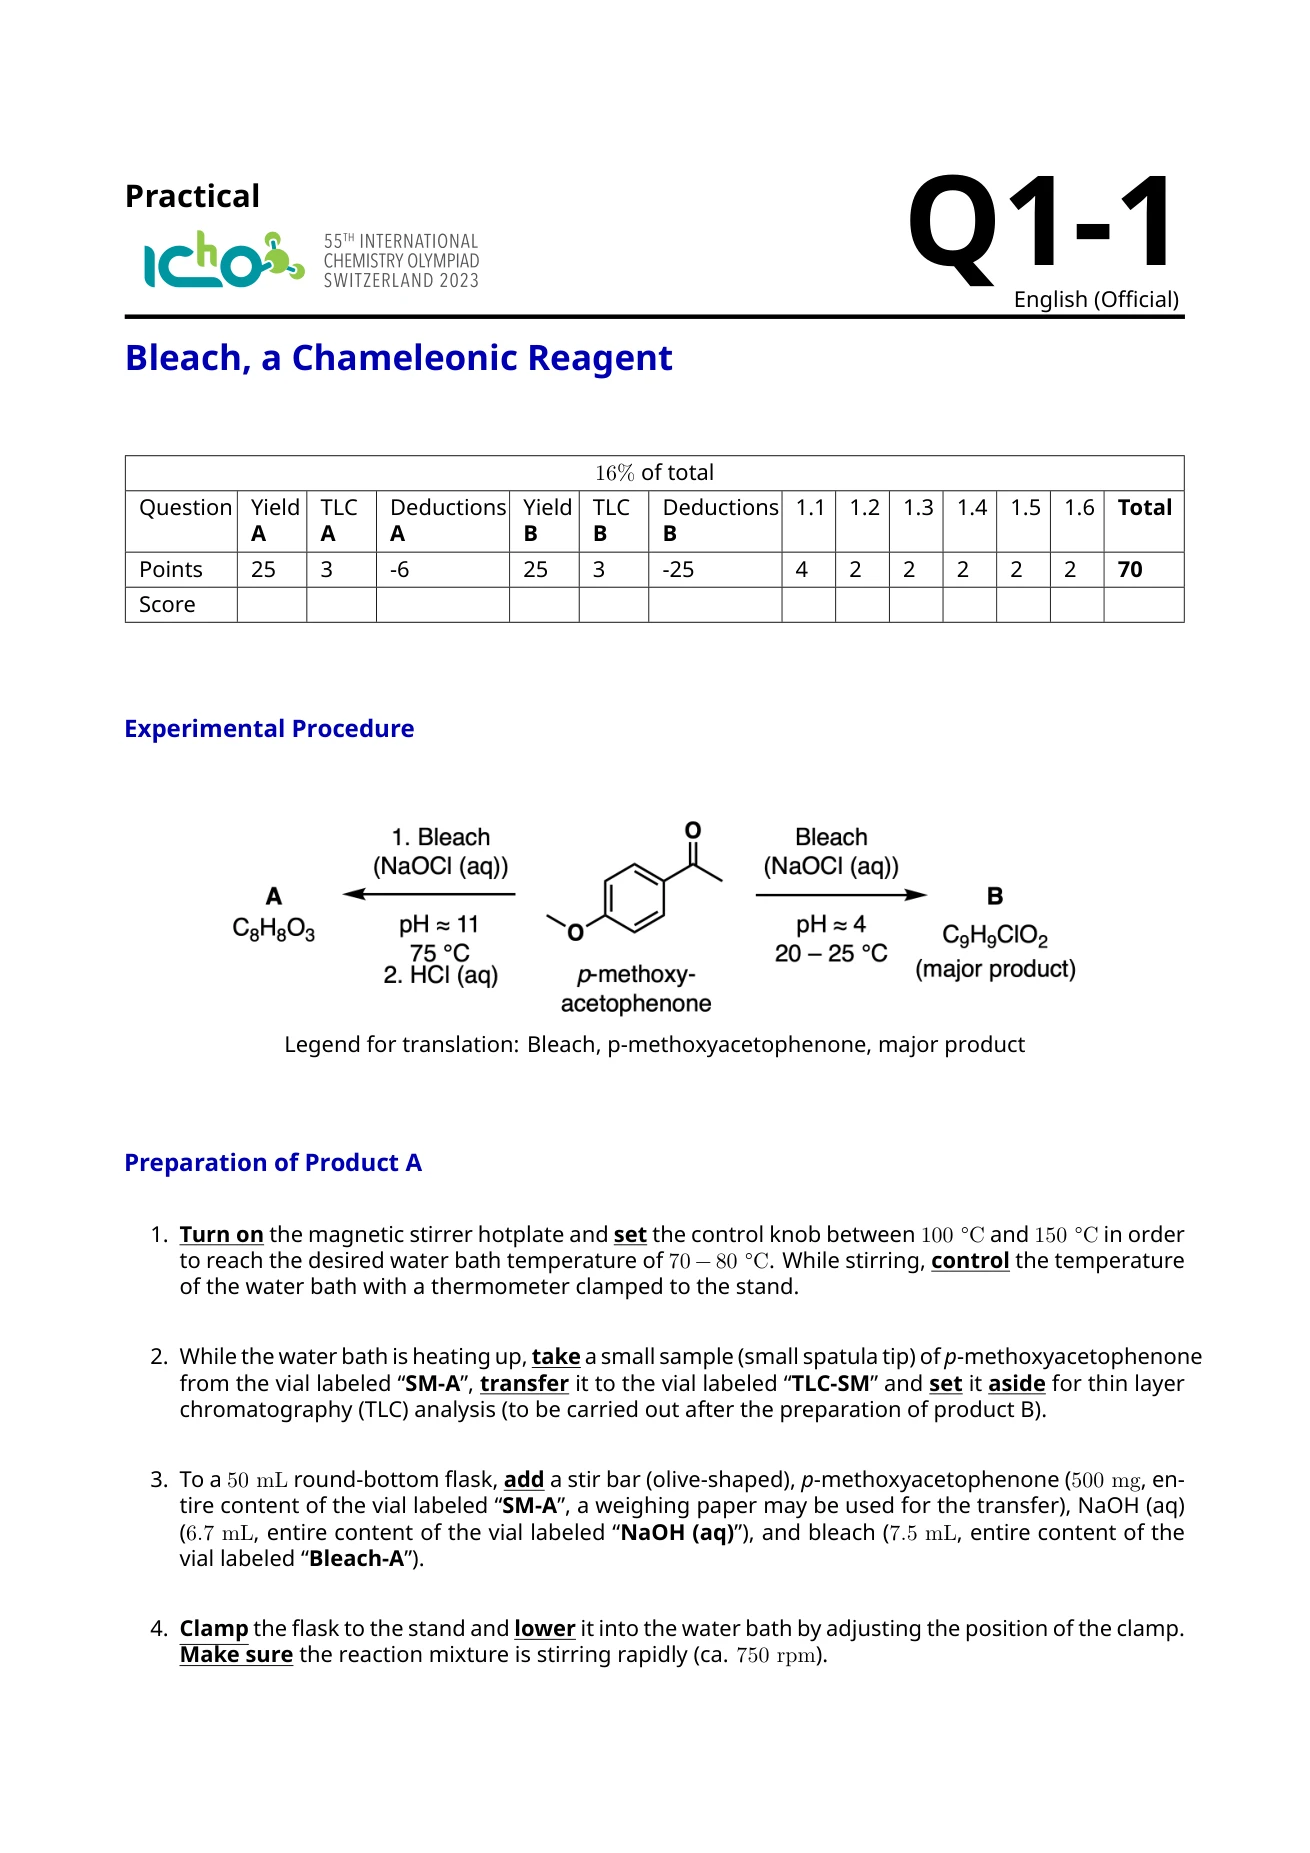 Practical
IChO
55TH INTERNATIONAL
CHEMISTRY OLYMPIAD
SWITZERLAND 2023
Q1-1
English (Official)
Bleach, a Chameleonic Reagent
16% of total
Question Yield A TLC A Deductions A Yield B TLC B Deductions B 1.1 1.2 1.3 1.4 1.5 1.6 Total
Points 25 3 -6 25 3 -25 4 2 2 2 2 2 70
Score
Experimental Procedure
A
C8H8O3
1. Bleach
(NaOCl (aq))
pH ≈ 11
75 °C
2. HCl (aq)
O
O
p-methoxy-
acetophenone
Bleach
(NaOCl (aq))
pH ≈ 4
20 – 25 °C
B
C9H9ClO2
(major product)
Legend for translation: Bleach, p-methoxyacetophenone, major product
Preparation of Product A
1. Turn on the magnetic stirrer hotplate and set the control knob between 100 °C and 150 °C in order
to reach the desired water bath temperature of 70 – 80 °C. While stirring, control the temperature
of the water bath with a thermometer clamped to the stand.
2. While the water bath is heating up, take a small sample (small spatula tip) of p-methoxyacetophenone
from the vial labeled “SM-A”, transfer it to the vial labeled “TLC-SM” and set it aside for thin layer
chromatography (TLC) analysis (to be carried out after the preparation of product B).
3. To a 50 mL round-bottom flask, add a stir bar (olive-shaped), p-methoxyacetophenone (500 mg, en-
tire content of the vial labeled “SM-A”, a weighing paper may be used for the transfer), NaOH (aq)
(6.7 mL, entire content of the vial labeled “NaOH (aq)”), and bleach (7.5 mL, entire content of the
vial labeled “Bleach-A”).
4. Clamp the flask to the stand and lower it into the water bath by adjusting the position of the clamp.
Make sure the reaction mixture is stirring rapidly (ca. 750 rpm).